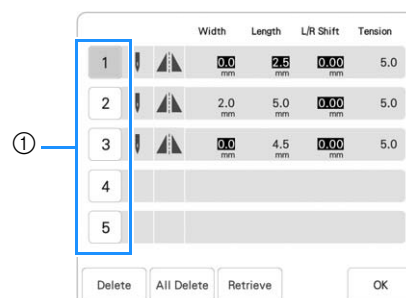 Width Length L/R Shift Tension
1 0.0 mm 2.5 mm 0.00 mm 5.0
2 2.0 mm 5.0 mm 0.00 mm 5.0
① 3 0.0 mm 4.5 mm 0.00 mm 5.0
4
5
Delete All Delete Retrieve OK